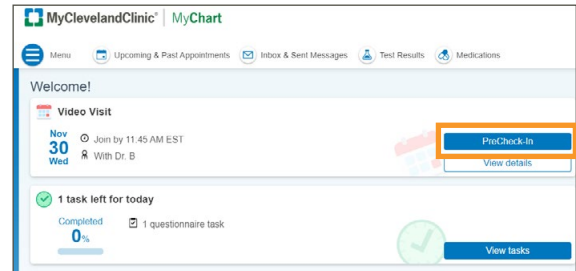 MyClevelandClinic® MyChart
Menu Upcoming & Past Appointments Inbox & Sent Messages Test Results Medications
Welcome!
Video Visit
Nov
30
Wed
Join by 11:45 AM EST
With Dr. B
PreCheck-In
View details
1 task left for today
Completed
0%
1 questionnaire task
View tasks